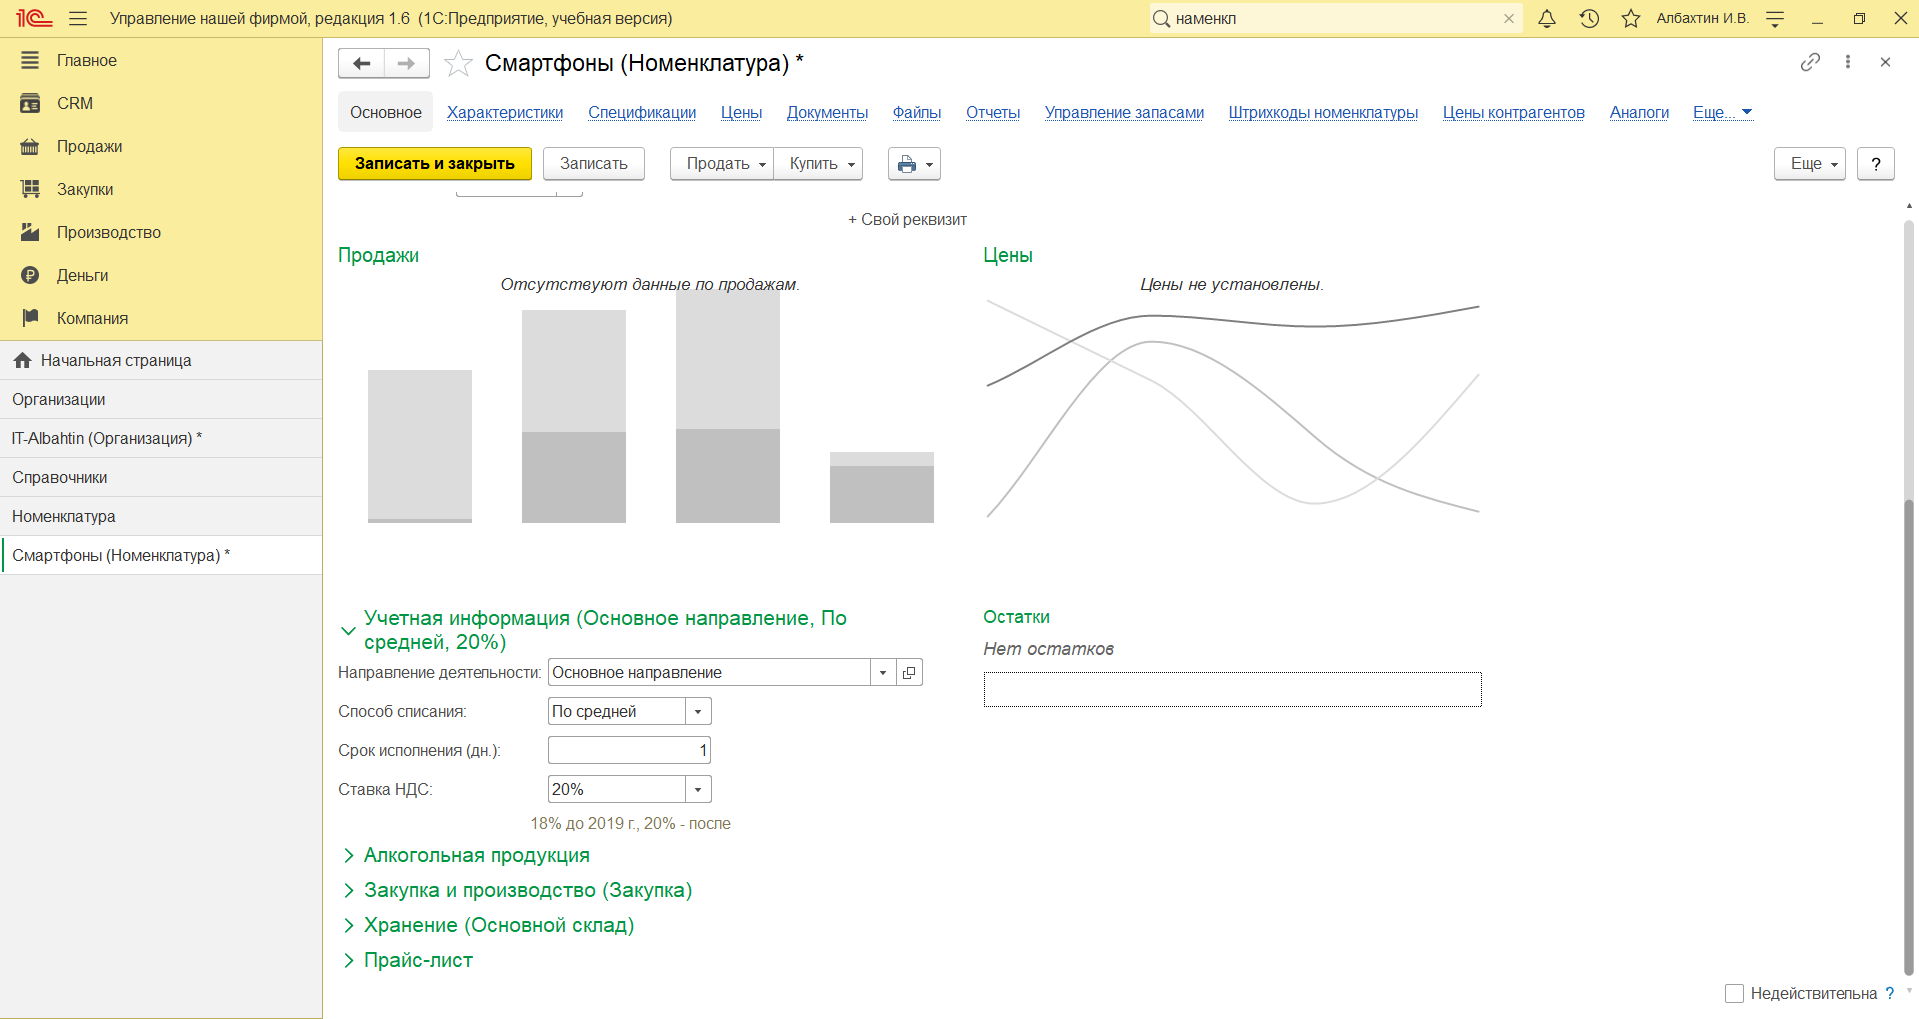 1С Управление нашей фирмой, редакция 1.6 (1С:Предприятие, учебная версия) наменкл Албахтин И.В.
Главное
CRM
Продажи
Закупки
Производство
Деньги
Компания
Начальная страница
Организации
IT-Albahtin (Организация) *
Справочники
Номенклатура
Смартфоны (Номенклатура) *
Смартфоны (Номенклатура) *
Основное Характеристики Спецификации Цены Документы Файлы Отчеты Управление запасами Штрихкоды номенклатуры Цены контрагентов Аналоги Еще...
Записать и закрыть Записать Продать Купить Еще ?
+ Свой реквизит
Продажи
Отсутствуют данные по продажам.
Цены
Цены не установлены.
Учетная информация (Основное направление, По
средней, 20%)
Направление деятельности: Основное направление
Способ списания: По средней
Срок исполнения (дн.): 1
Ставка НДС: 20%
18% до 2019 г., 20% - после
Алкогольная продукция
Закупка и производство (Закупка)
Хранение (Основной склад)
Прайс-лист
Остатки
Нет остатков
Недействительна ?